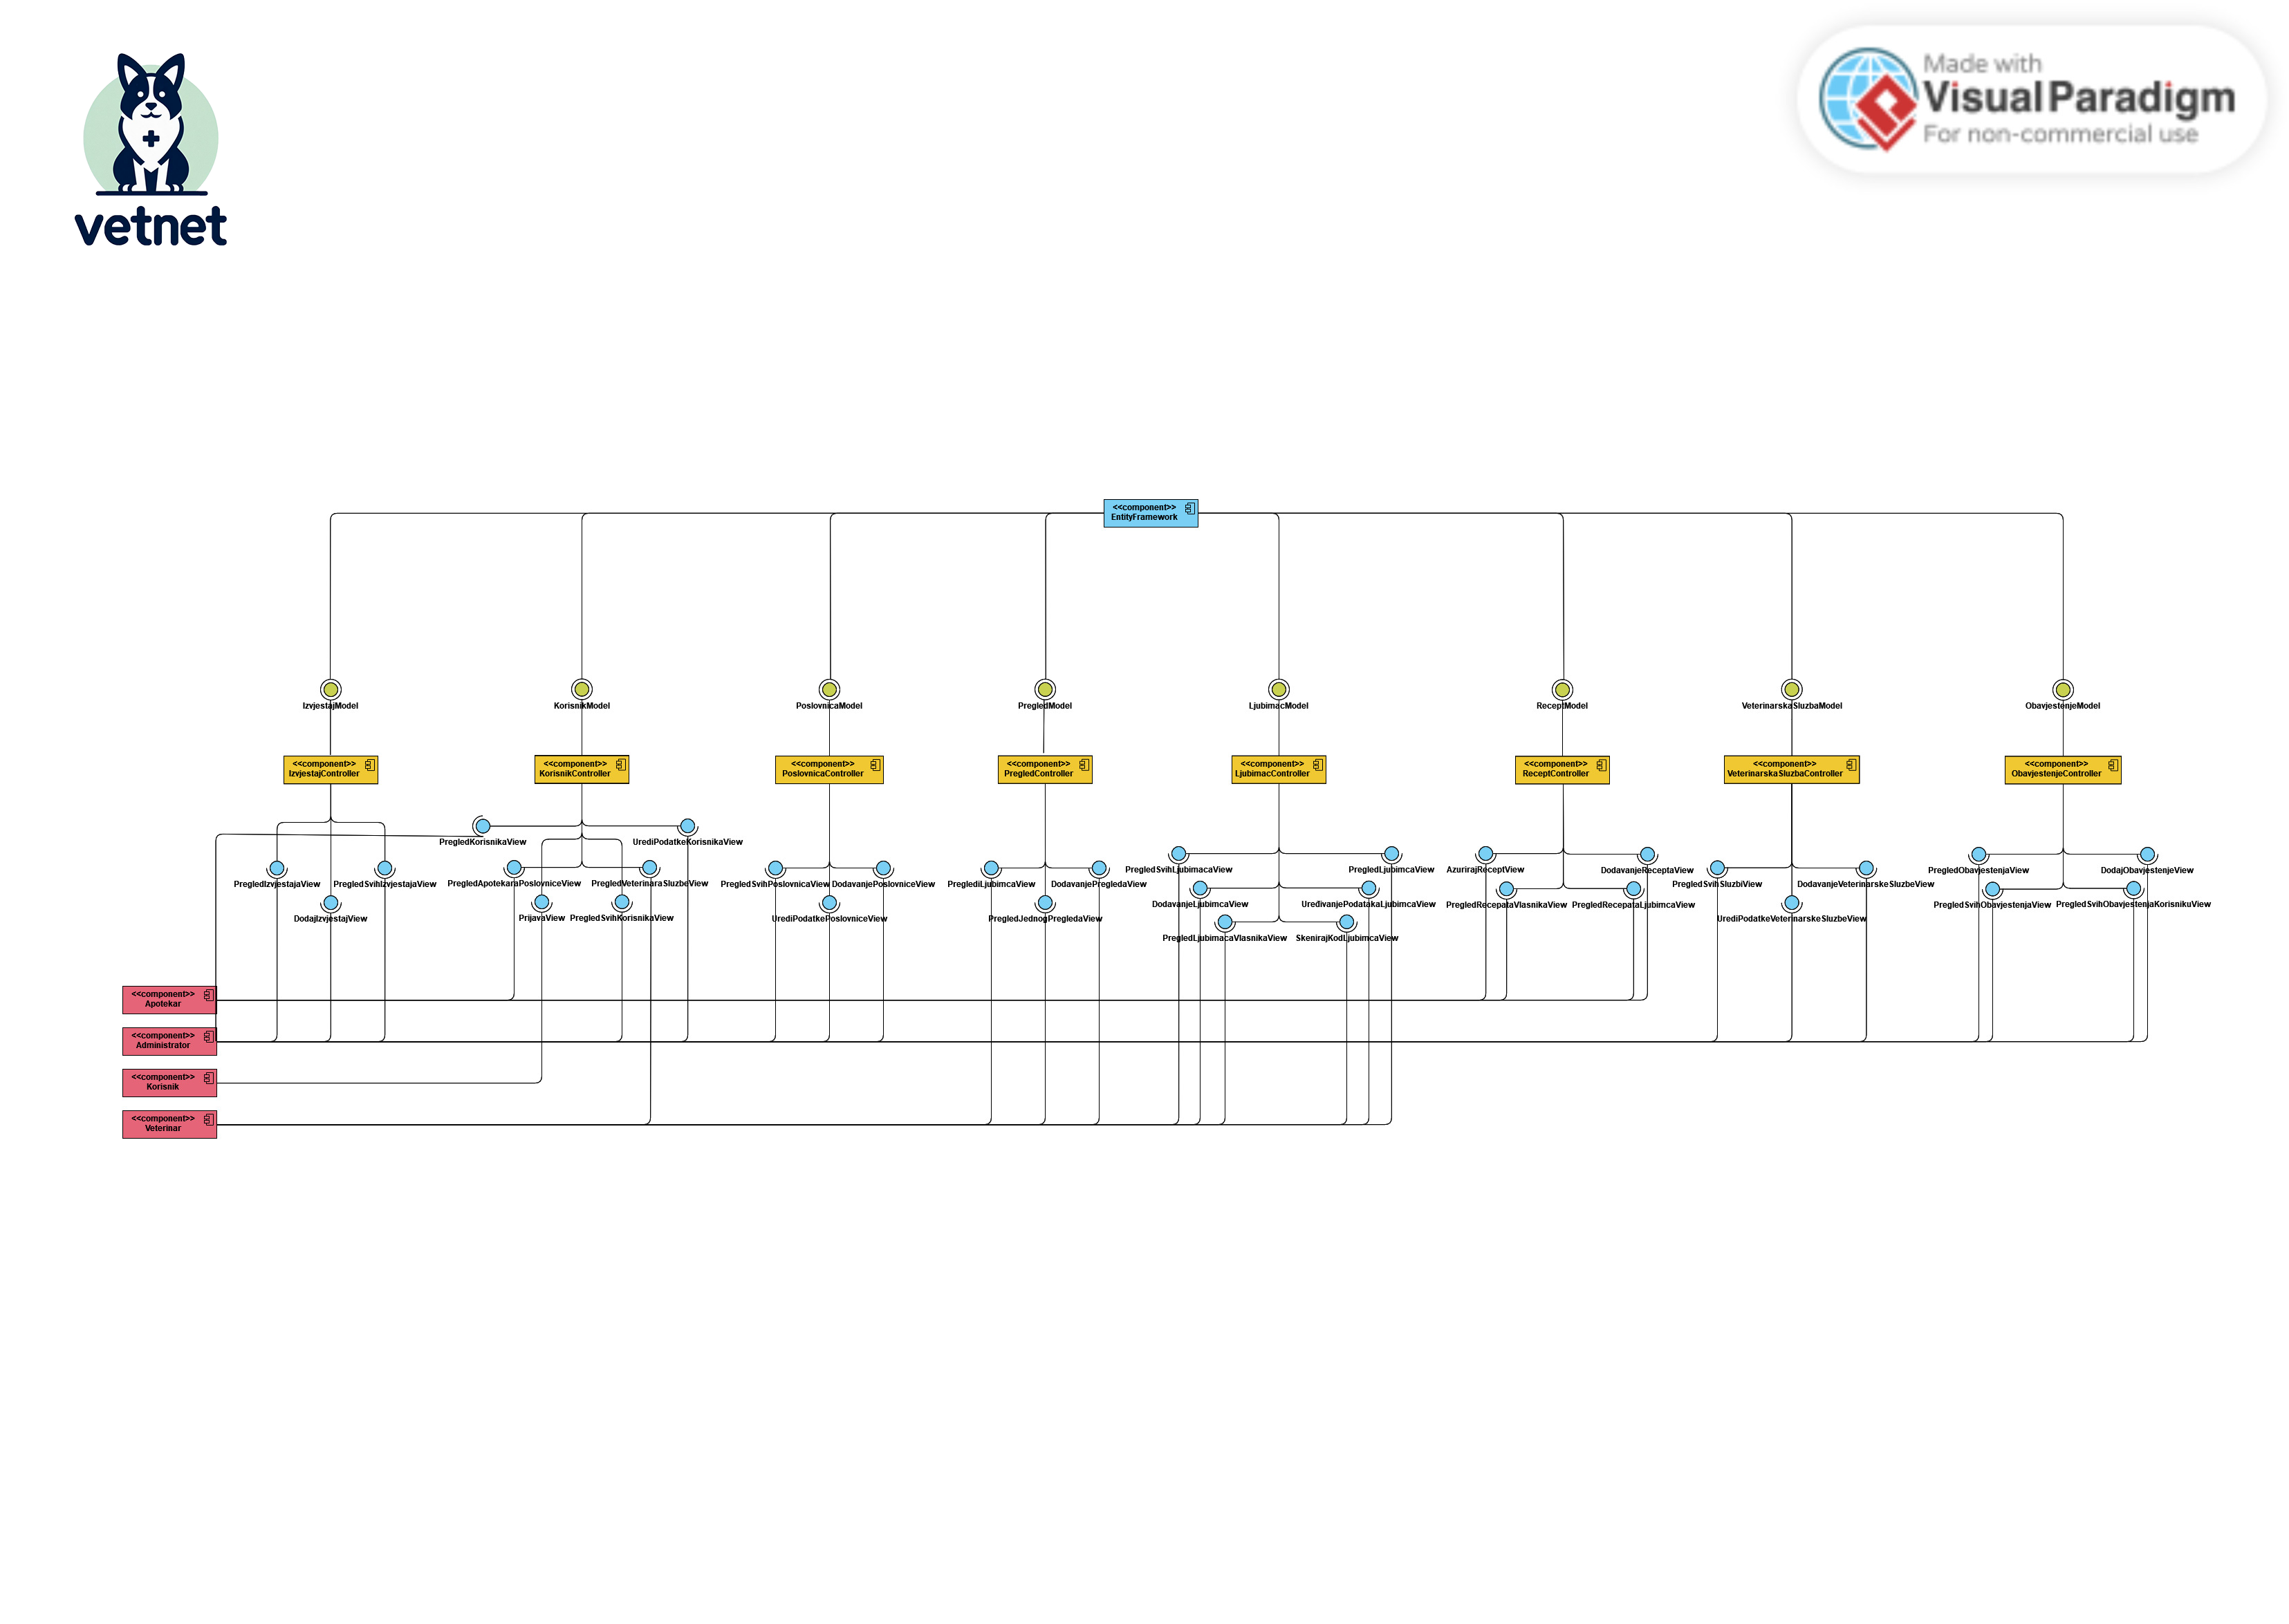 vetnet
Made with
Visual Paradigm
For non-commercial use
<<component>>
EntityFramework
IzvjestajModel
KorisnikModel
PoslovnicaModel
PregledModel
LjubimacModel
ReceptModel
VeterinarskaSluzbaModel
ObavjestenjeModel
<<component>>
IzvjestajController
<<component>>
KorisnikController
<<component>>
PoslovnicaController
<<component>>
PregledController
<<component>>
LjubimacController
<<component>>
ReceptController
<<component>>
VeterinarskaSluzbaController
<<component>>
ObavjestenjeController
PregledKorisnikaView
UrediPodatkeKorisnikaView
PregledIzvjestajaView
PregledSvihIzvjestajaView
PregledApotekaraPoslovniceView
PregledVeterinaraSluzbeView
PregledSvihPoslovnicaView
DodavanjePoslovniceView
PreglediLjubimcaView
DodavanjePregledaView
PregledSvihLjubimacaView
PregledLjubimcaView
AzurirajReceptView
DodavanjeReceptaView
PregledSvihSluzbiView
DodavanjeVeterinarskeSluzbeView
PregledObavjestenjaView
DodajObavjestenjeView
DodajIzvjestajView
PrijavaView
PregledSvihKorisnikaView
UrediPodatkePoslovniceView
PregledJednogPregledaView
DodavanjeLjubimcaView
UređivanjePodatakaLjubimcaView
PregledRecepataVlasnikaView
PregledRecepataLjubimcaView
UrediPodatkeVeterinarskeSluzbeView
PregledSvihObavjestenjaView
PregledSvihObavjestenjaKorisnikuView
PregledLjubimacaVlasnikaView
SkenirajKodLjubimcaView
<<component>>
Apotekar
<<component>>
Administrator
<<component>>
Korisnik
<<component>>
Veterinar